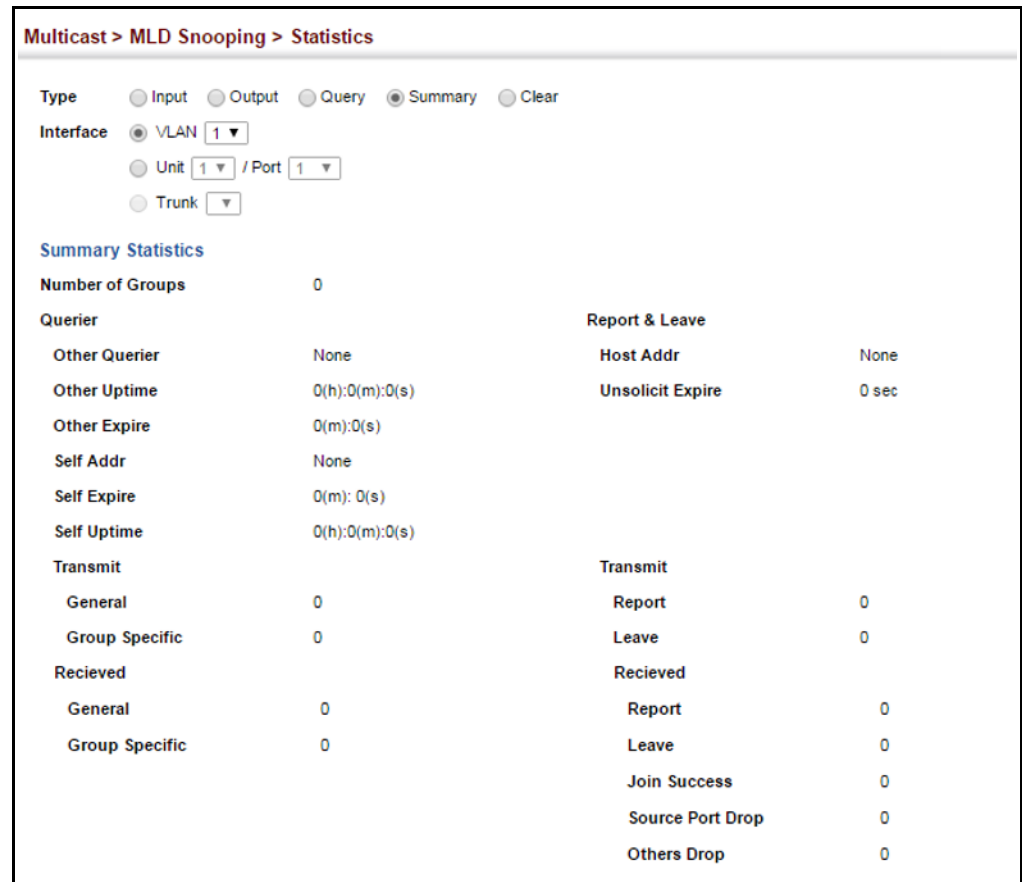 Multicast > MLD Snooping > Statistics
Type Input Output Query Summary Clear
Interface VLAN 1
Unit 1 / Port 1
Trunk
Summary Statistics
Number of Groups 0
Querier Report & Leave
Other Querier None Host Addr None
Other Uptime 0(h):0(m):0(s) Unsolicit Expire 0 sec
Other Expire 0(m):0(s)
Self Addr None
Self Expire 0(m): 0(s)
Self Uptime 0(h):0(m):0(s)
Transmit Transmit
General 0 Report 0
Group Specific 0 Leave 0
Recieved Recieved
General 0 Report 0
Group Specific 0 Leave 0
Join Success 0
Source Port Drop 0
Others Drop 0